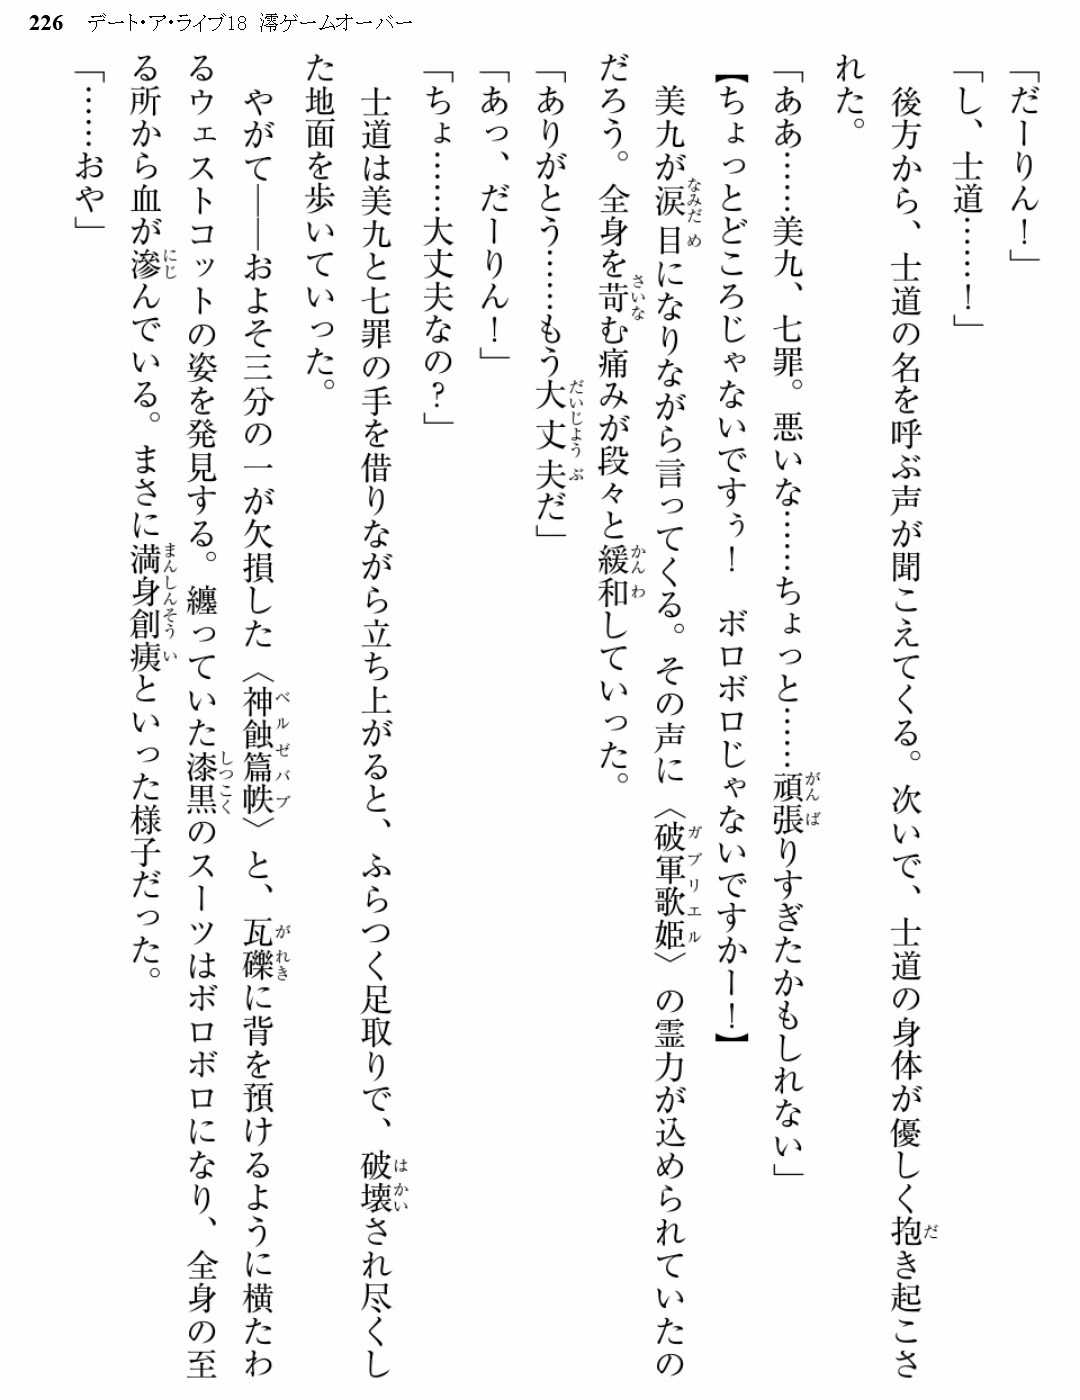 226 デート・ア・ライブ18 澪ゲームオーバー
「だーりん！」
「し、士道……！」
後方から、士道の名を呼ぶ声が聞こえてくる。次いで、士道の身体が優しく抱き起こさ
れた。
「ああ……美九、七罪。悪いな……ちょっと……頑張りすぎたかもしれない」
【ちょっとどころじゃないですぅ！　ボロボロじゃないですかー！】
美九が涙目になりながら言ってくる。その声に〈破軍歌姫〉の霊力が込められていたの
だろう。全身を苛む痛みが段々と緩和していった。
「ありがとう……もう大丈夫だ」
「あっ、だーりん！」
「ちょ……大丈夫なの？」
士道は美九と七罪の手を借りながら立ち上がると、ふらつく足取りで、破壊され尽くし
た地面を歩いていった。
やがて――おおよそ三分の一が欠損した〈神蝕篇帙〉と、瓦礫に背を預けるように横たわ
るウェストコットの姿を発見する。纏っていた漆黒のスーツはボロボロになり、全身の至
る所から血が滲んでいる。まさに満身創痍といった様子だった。
「……おや」